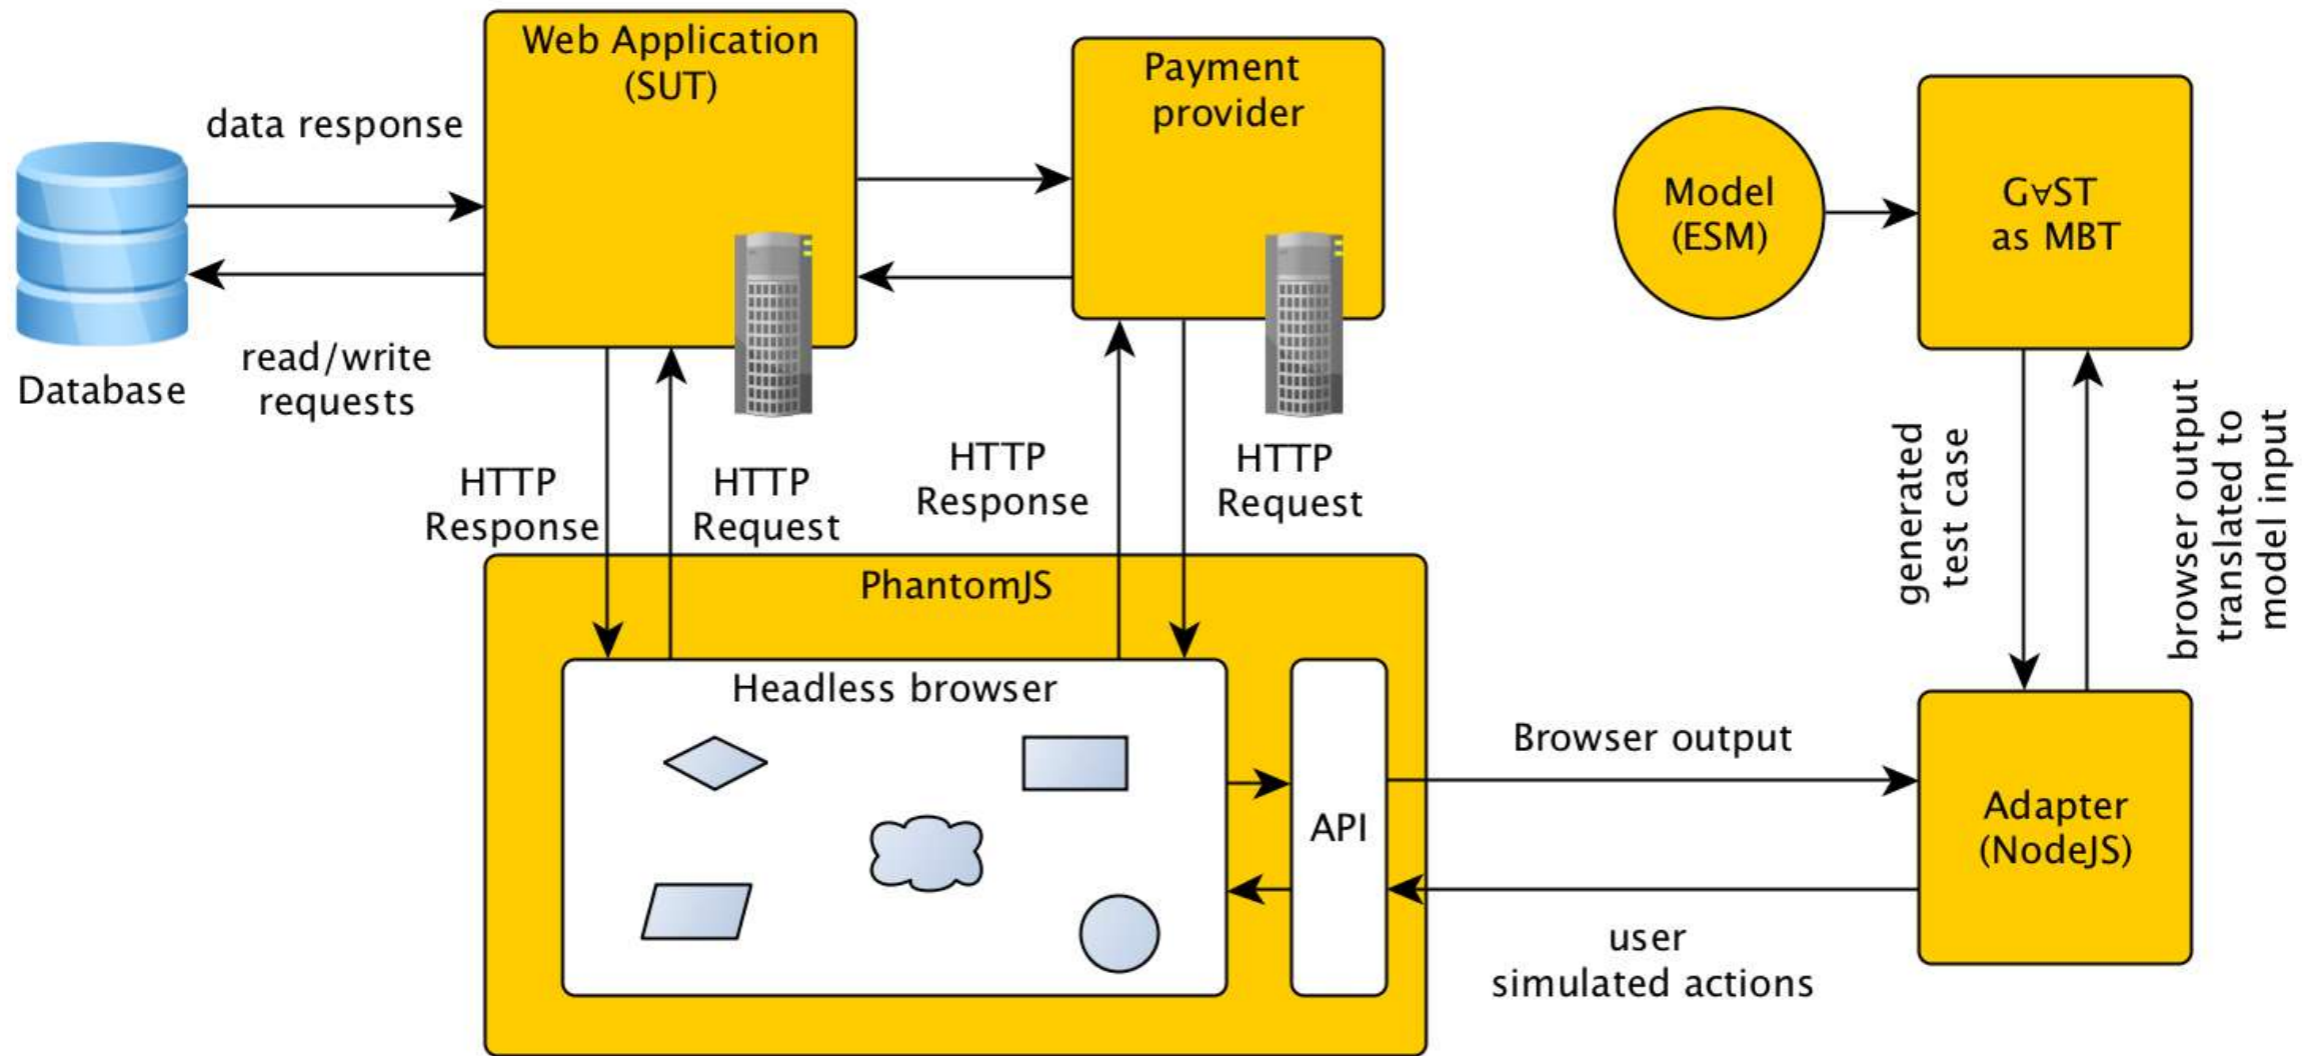 Web Application
(SUT)
Payment
provider
data response
Model
(ESM)
G∀ST
as MBT
Database
read/write
requests
HTTP
Response
HTTP
Request
HTTP
Response
HTTP
Request
generated
test case
browser output
translated to
model input
PhantomJS
Headless browser
API
Browser output
Adapter
(NodeJS)
user
simulated actions